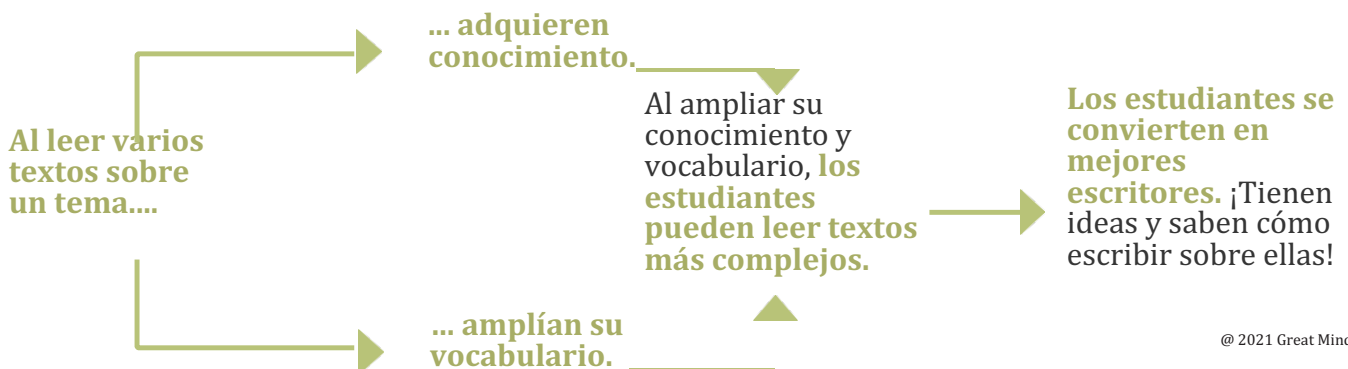 Al leer varios
textos sobre
un tema....
... adquieren
conocimiento.
... amplían su
vocabulario.
Al ampliar su
conocimiento y
vocabulario, los
estudiantes
pueden leer textos
más complejos.
Los estudiantes se
convierten en
mejores
escritores. ¡Tienen
ideas y saben cómo
escribir sobre ellas!
@ 2021 Great Mind